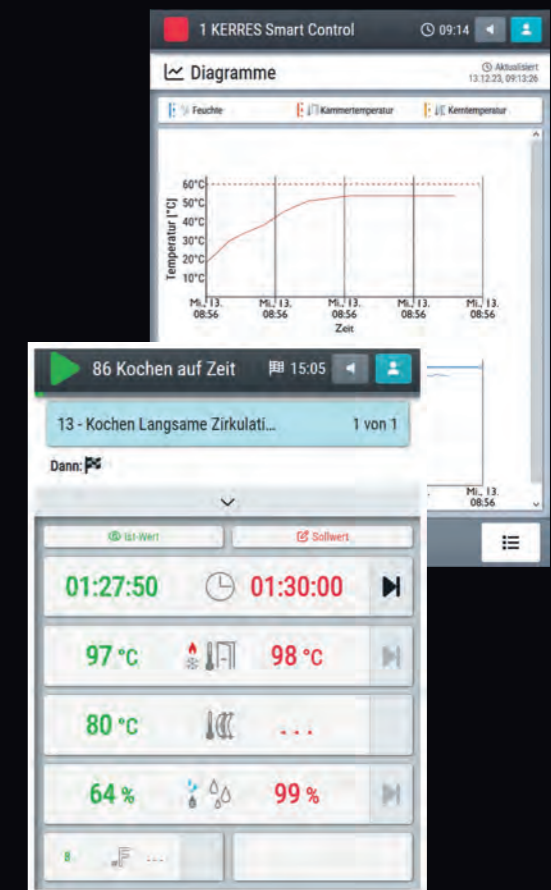 1 KERRES Smart Control 09:14
Diagramme
Aktualisiert
13.12.23, 09:13:26
Feuchte Kammertemperatur Kerntemperatur
Temperatur [°C]
60°C
50°C
40°C
30°C
20°C
10°C
Mi., 13. Mi., 13. Mi., 13. Mi., 13. Mi., 13.
08:56 08:56 08:56 08:56 08:56
Zeit
Mi., 13.
08:56
86 Kochen auf Zeit 15:05
13 - Kochen Langsame Zirkulati... 1 von 1
Dann:
Ist-Wert Sollwert
01:27:50 01:30:00
97 °C 98 °C
80 °C ...
64 % 99 %
8 ...